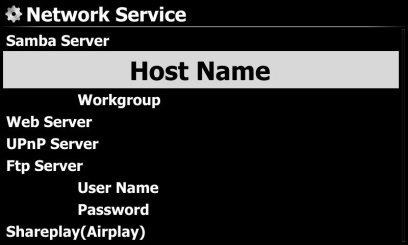 Network Service
Samba Server
Host Name
Workgroup
Web Server
UPnP Server
Ftp Server
User Name
Password
Shareplay(Airplay)